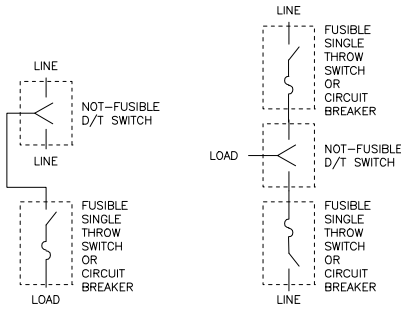 LINE
NOT-FUSIBLE
D/T SWITCH
LINE
FUSIBLE
SINGLE
THROW
SWITCH
OR
CIRCUIT
BREAKER
LOAD
LINE
FUSIBLE
SINGLE
THROW
SWITCH
OR
CIRCUIT
BREAKER
LOAD
NOT-FUSIBLE
D/T SWITCH
FUSIBLE
SINGLE
THROW
SWITCH
OR
CIRCUIT
BREAKER
LINE